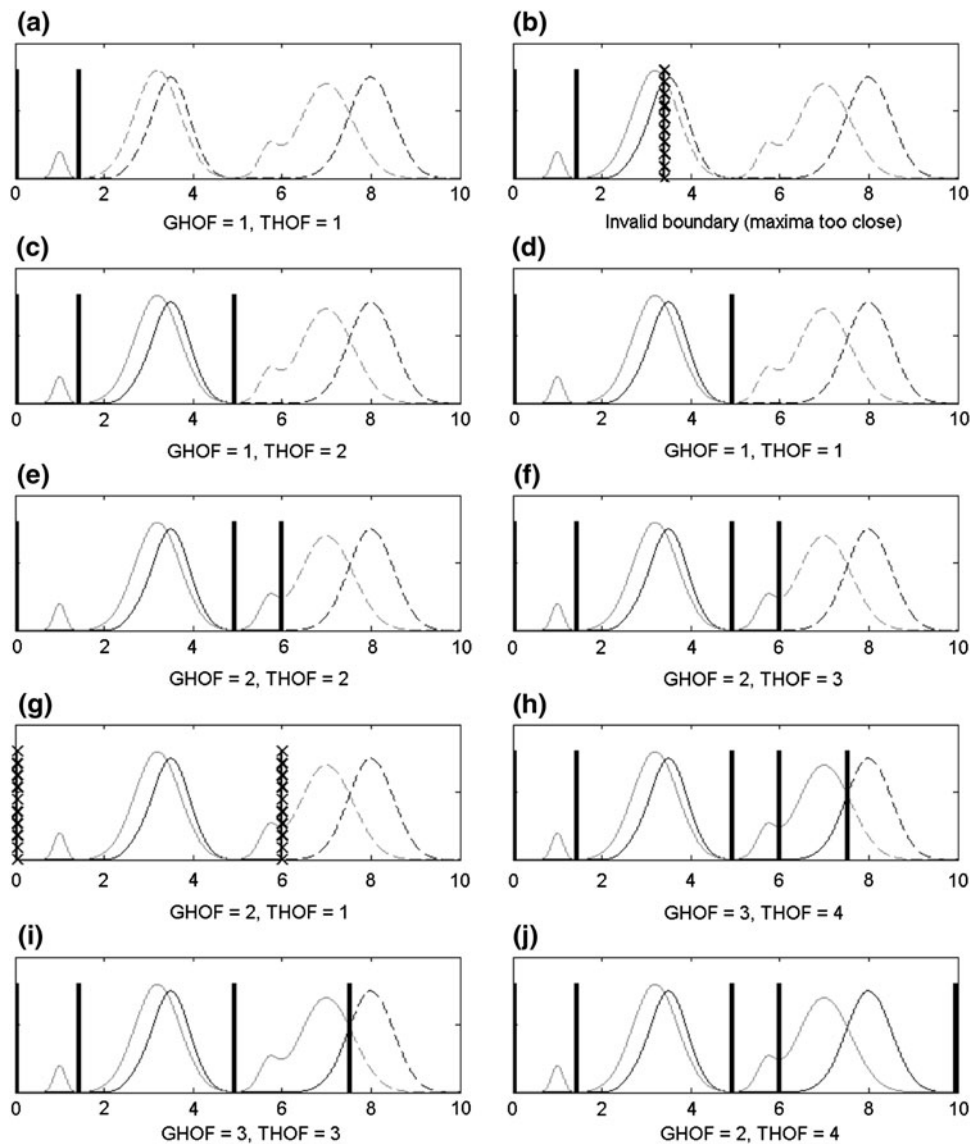 (a) (b)
0 2 4 6 8 10 0 2 4 6 8 10
GHOF = 1, THOF = 1 Invalid boundary (maxima too close)
(c) (d)
0 2 4 6 8 10 0 2 4 6 8 10
GHOF = 1, THOF = 2 GHOF = 1, THOF = 1
(e) (f)
0 2 4 6 8 10 0 2 4 6 8 10
GHOF = 2, THOF = 2 GHOF = 2, THOF = 3
(g) (h)
0 2 4 6 8 10 0 2 4 6 8 10
GHOF = 2, THOF = 1 GHOF = 3, THOF = 4
(i) (j)
0 2 4 6 8 10 0 2 4 6 8 10
GHOF = 3, THOF = 3 GHOF = 2, THOF = 4